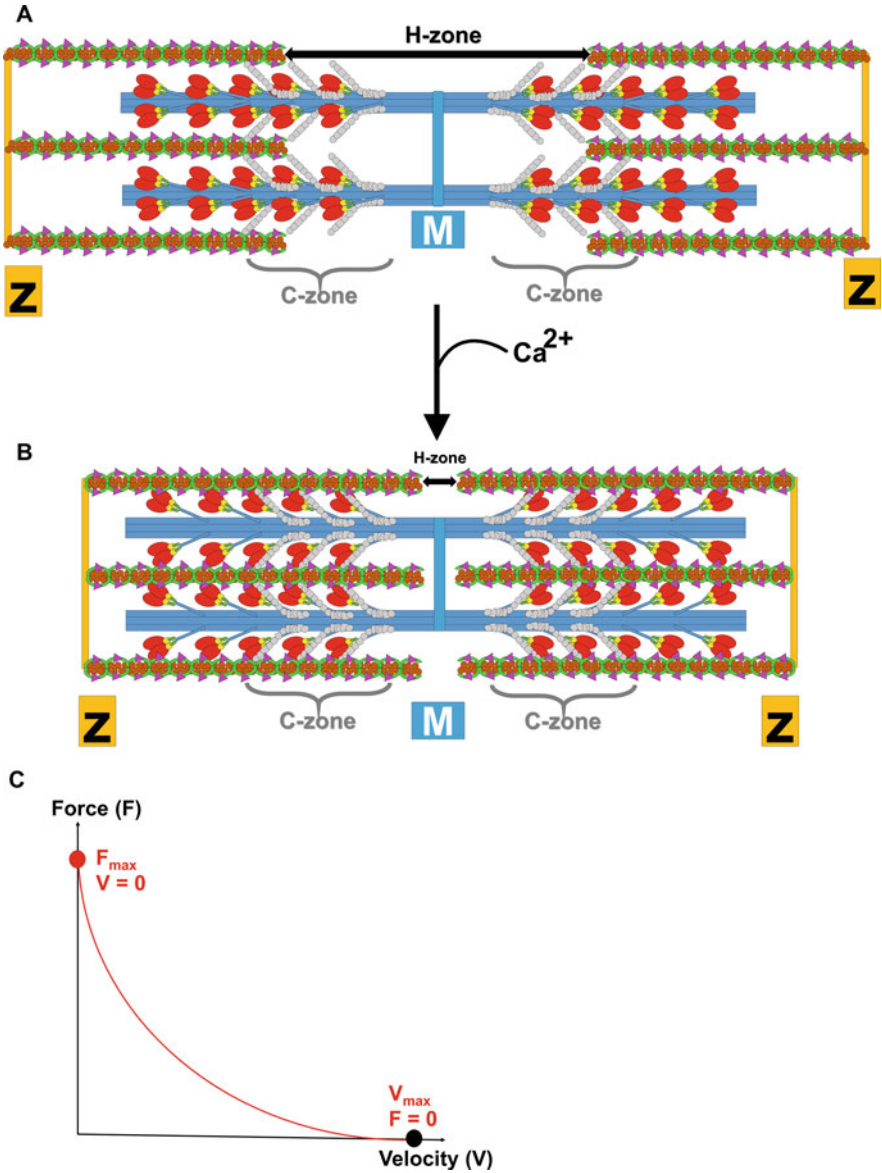 A
H-zone
M
Z
Z
C-zone
C-zone
Ca2+
B
H-zone
C-zone
M
C-zone
Z
Z
C
Force (F)
Fmax
V = 0
Vmax
F = 0
Velocity (V)